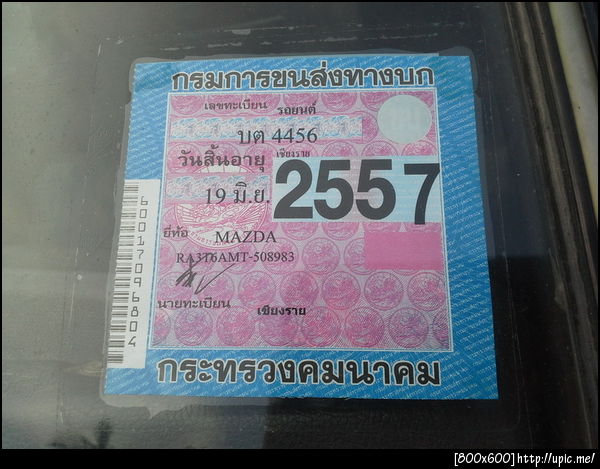 กรมการขนส่งทางบก
เลขทะเบียน รถยนต์
บต 4456
วันสิ้นอายุ เชียงราย
19 มิ.ย. 2557
ยี่ห้อ MAZDA
RA3T6AMT-508983
นายทะเบียน เชียงราย
กระทรวงคมนาคม
60017096804
[800x600]http://upic.me/